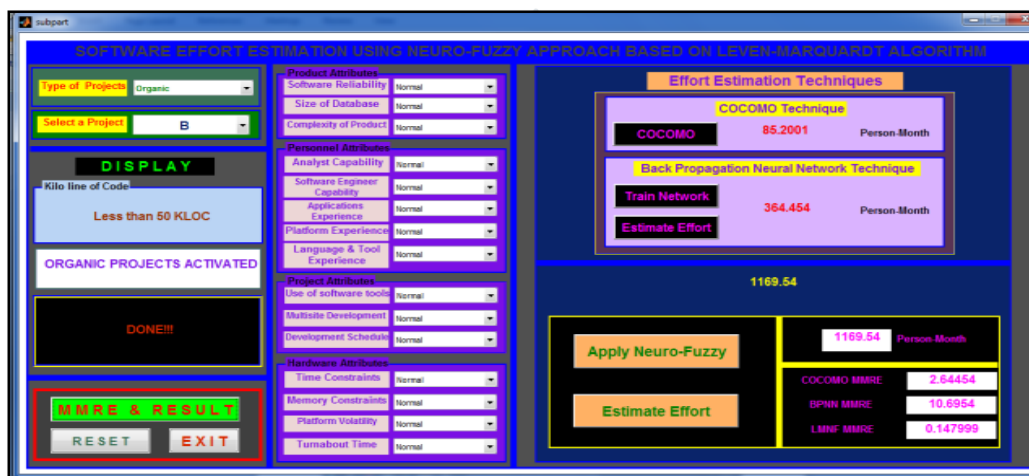 subpart
SOFTWARE EFFORT ESTIMATION USING NEURO-FUZZY APPROACH BASED ON LEVEN-MARQUARDT ALGORITHM
Type of Projects Organic
Select a Project B
DISPLAY
Kilo line of Code
Less than 50 KLOC
ORGANIC PROJECTS ACTIVATED
DONE!!!
MMRE & RESULT
RESET EXIT
Product Attributes
Software Reliability Normal
Size of Database Normal
Complexity of Product Normal
Personnel Attributes
Analyst Capability Normal
Software Engineer
Capability Normal
Applications
Experience Normal
Platform Experience Normal
Language & Tool
Experience Normal
Project Attributes
Use of software tools Normal
Multisite Development Normal
Development Schedule Normal
Hardware Attributes
Time Constraints Normal
Memory Constraints Normal
Platform Volatility Normal
Turnabout Time Normal
Effort Estimation Techniques
COCOMO Technique
COCOMO 85.2001 Person-Month
Back Propagation Neural Network Technique
Train Network
364.454 Person-Month
Estimate Effort
1169.54
Apply Neuro-Fuzzy
Estimate Effort
1169.54 Person-Month
COCOMO MMRE 2.64454
BPNN MMRE 10.6954
LMNF MMRE 0.147999